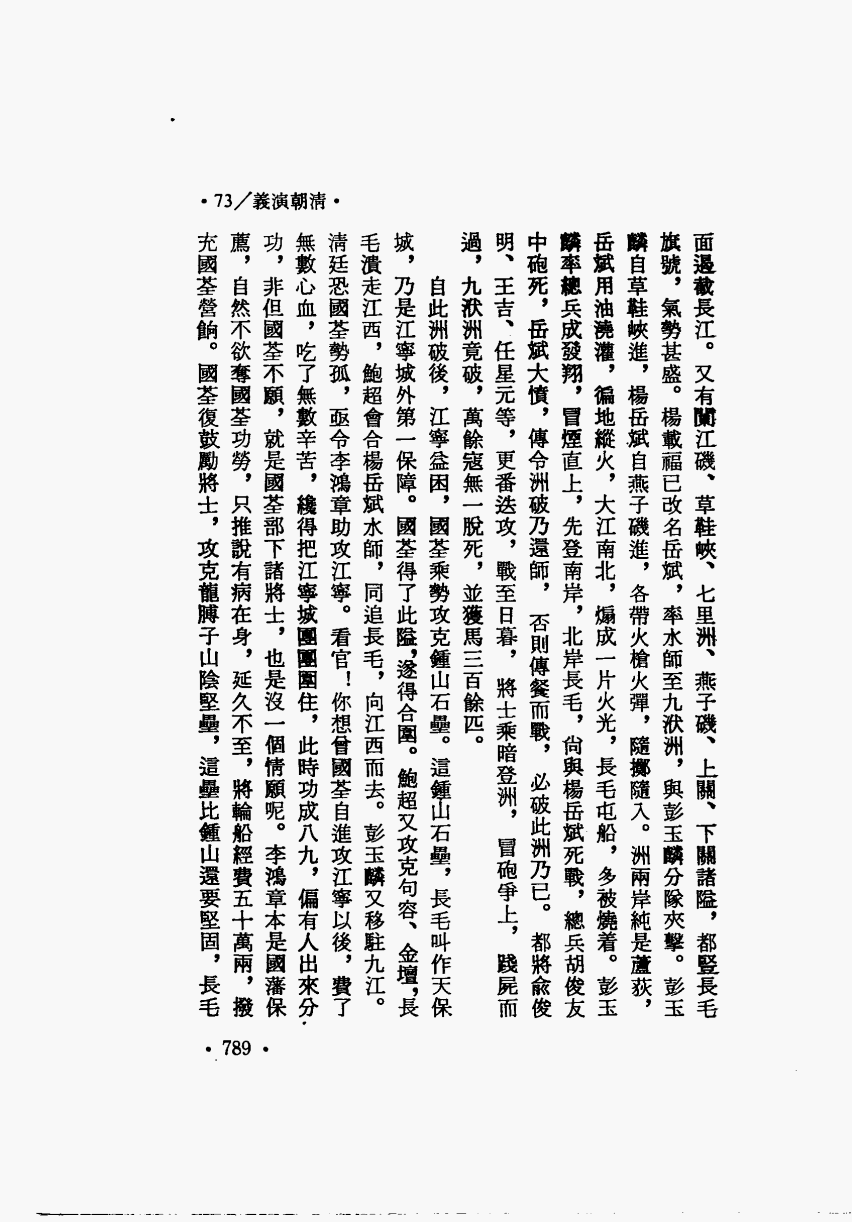 ·73╱義演朝清·
面遏截長江。又有闌江磯、草鞋峽、七里洲、燕子磯、上關、下關諸隘，都豎長毛
旗號，氣勢甚盛。楊載福已改名岳斌，率水師至九洑洲，與彭玉麟分隊夾擊。彭玉
麟自草鞋峽進，楊岳斌自燕子磯進，各帶火槍火彈，隨擲隨入。洲兩岸純是蘆荻，
岳斌用油澆灌，徧地縱火，大江南北，煽成一片火光，長毛屯船，多被燒着。彭玉
麟率總兵成發翔，冒煙直上，先登南岸，北岸長毛，尙與楊岳斌死戰，總兵胡俊友
中砲死，岳斌大憤，傳令洲破乃還師，否則傳餐而戰，必破此洲乃已。都將俞俊
明、王吉、任星元等，更番迭攻，戰至日暮，將士乘暗登洲，冒砲爭上，踐屍而
過，九洑洲竟破，萬餘寇無一脫死，並獲馬三百餘匹。
自此洲破後，江寧益困，國荃乘勢攻克鍾山石壘。這鍾山石壘，長毛叫作天保
城，乃是江寧城外第一保障。國荃得了此隘，遂得合圍。鮑超又攻克句容、金壇，長
毛潰走江西，鮑超會合楊岳斌水師，同追長毛，向江西而去。彭玉麟又移駐九江。
清廷恐國荃勢孤，亟令李鴻章助攻江寧。看官！你想曾國荃自進攻江寧以後，費了
無數心血，吃了無數辛苦，纔得把江寧城團團圍住，此時功成八九，偏有人出來分
功，非但國荃不願，就是國荃部下諸將士，也是沒一個情願呢。李鴻章本是國藩保
薦，自然不欲奪國荃功勞，只推說有病在身，延久不至，將輪船經費五十萬兩，撥
充國荃營餉。國荃復鼓勵將士，攻克龍膊子山陰堅壘，這壘比鍾山還要堅固，長毛
·789·